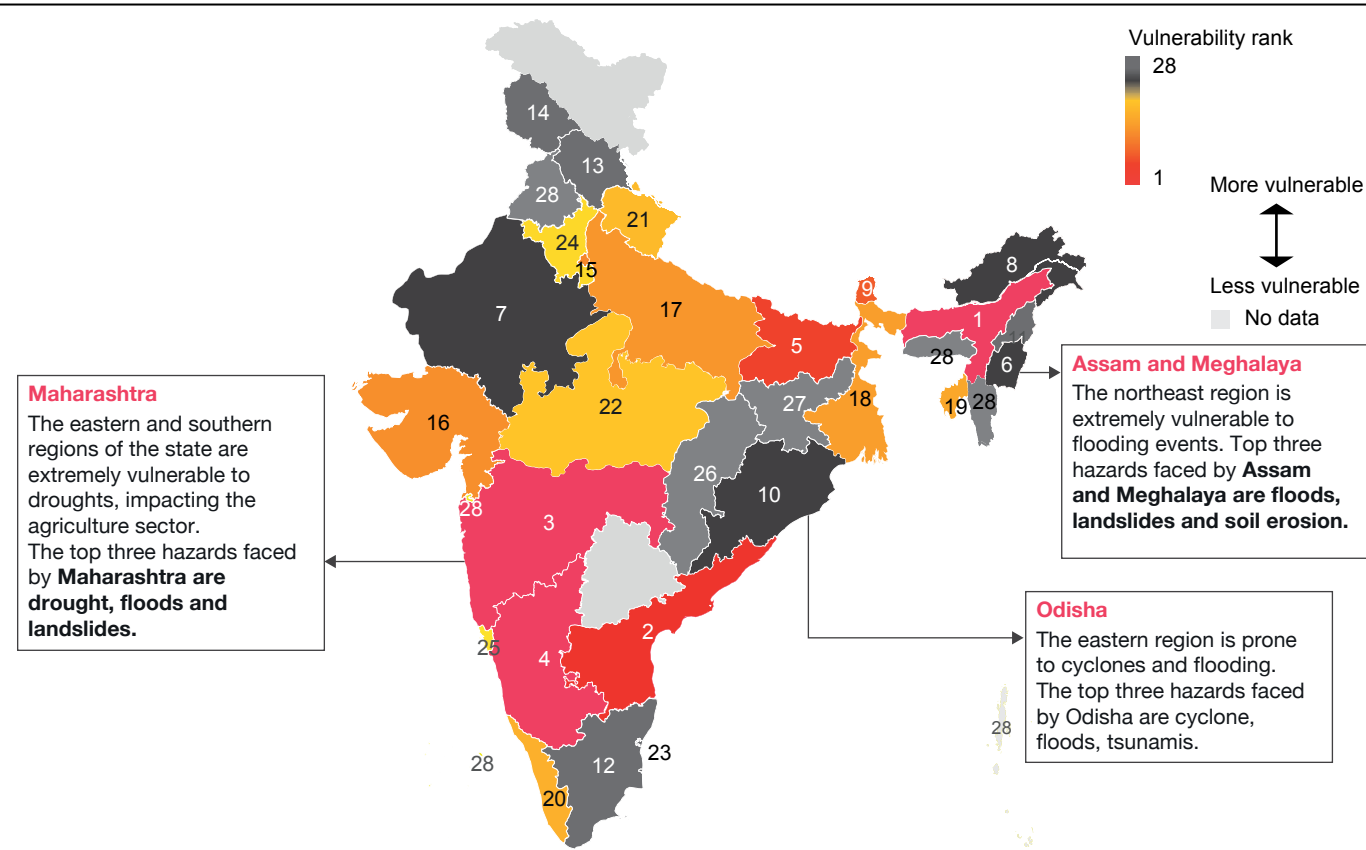 Vulnerability rank
28
1
More vulnerable
Less vulnerable
No data
14
13
28
21
24
15
7
17
9
8
1
11
28
6
5
19
28
18
27
22
16
26
10
28
3
2
25
4
28
12
23
20
28
Maharashtra
The eastern and southern
regions of the state are
extremely vulnerable to
droughts, impacting the
agriculture sector.
The top three hazards faced
by Maharashtra are
drought, floods and
landslides.
Assam and Meghalaya
The northeast region is
extremely vulnerable to
flooding events. Top three
hazards faced by Assam
and Meghalaya are floods,
landslides and soil erosion.
Odisha
The eastern region is prone
to cyclones and flooding.
The top three hazards faced
by Odisha are cyclone,
floods, tsunamis.